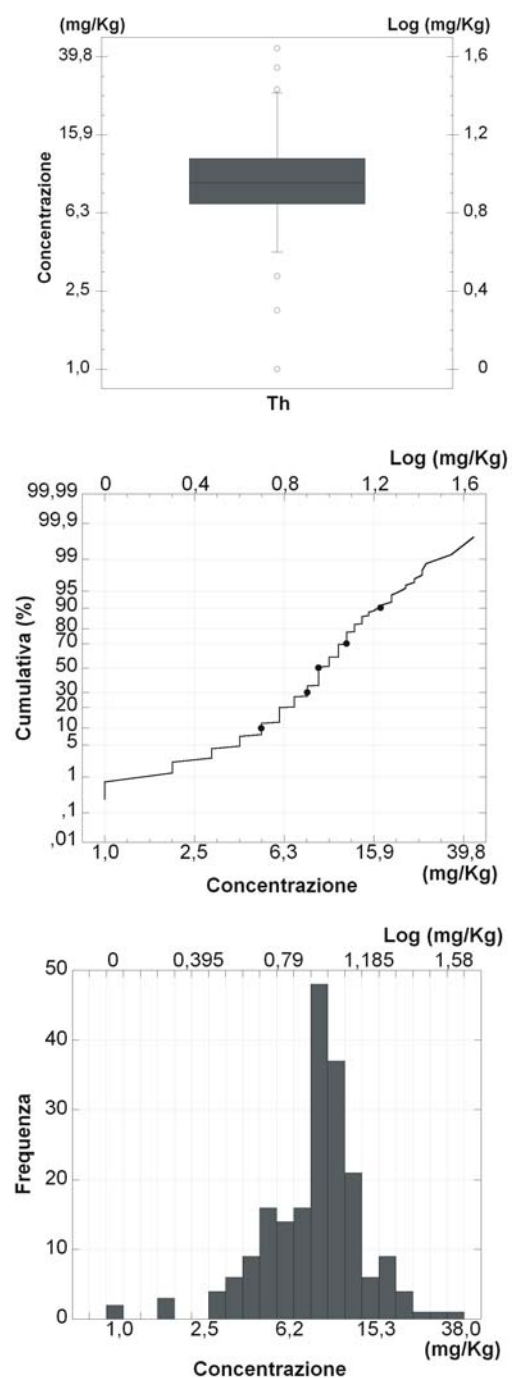 (mg/Kg) Log (mg/Kg)
39,8 1,6
15,9 1,2
Concentrazione
6,3 0,8
2,5 0,4
1,0 0
Th
Log (mg/Kg)
0 0,4 0,8 1,2 1,6
99,99
99,9
99
95
90
80
70
50
30
20
10
5
1
,1
,01
Cumulativa (%)
1,0 2,5 6,3 15,9 39,8
Concentrazione (mg/Kg)
Log (mg/Kg)
0 0,395 0,79 1,185 1,58
50
40
30
20
10
0
Frequenza
1,0 2,5 6,2 15,3 38,0
(mg/Kg)
Concentrazione